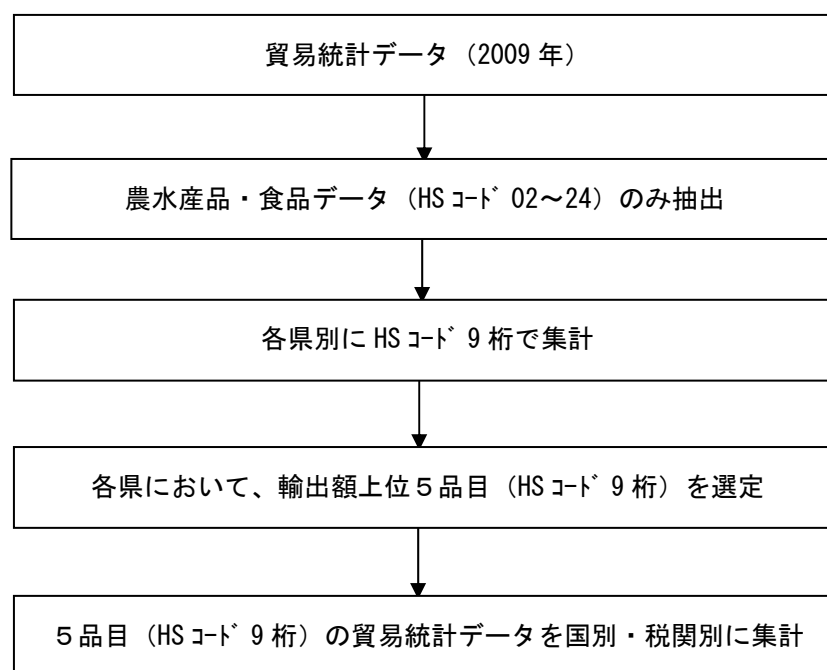 貿易統計データ（2009 年）
農水産品・食品データ（HS ｺｰﾄﾞ 02～24）のみ抽出
各県別に HS ｺｰﾄﾞ 9 桁で集計
各県において、輸出額上位５品目（HS ｺｰﾄﾞ 9 桁）を選定
５品目（HS ｺｰﾄﾞ 9 桁）の貿易統計データを国別・税関別に集計